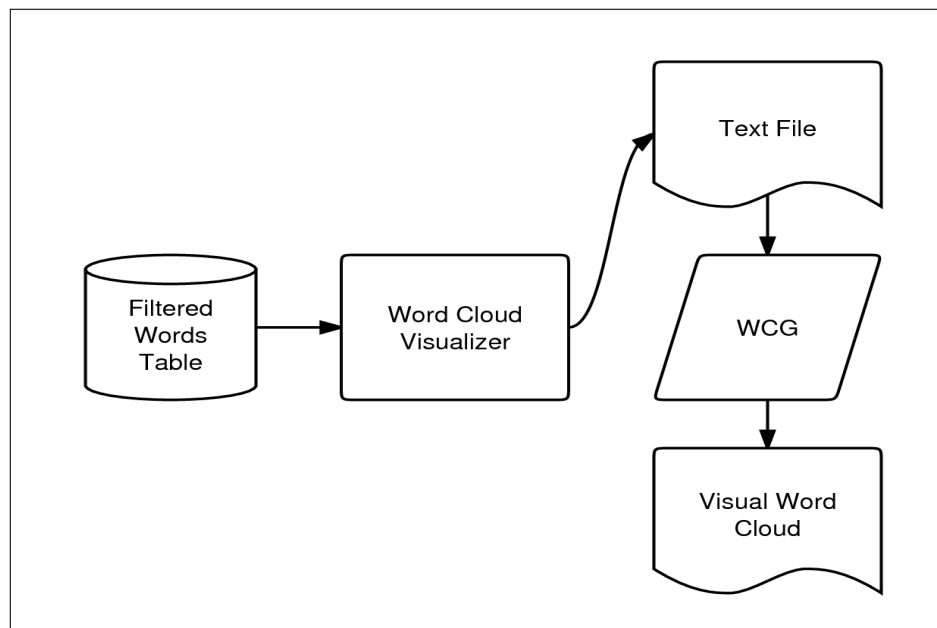 Filtered
Words
Table
Word Cloud
Visualizer
Text File
WCG
Visual Word
Cloud